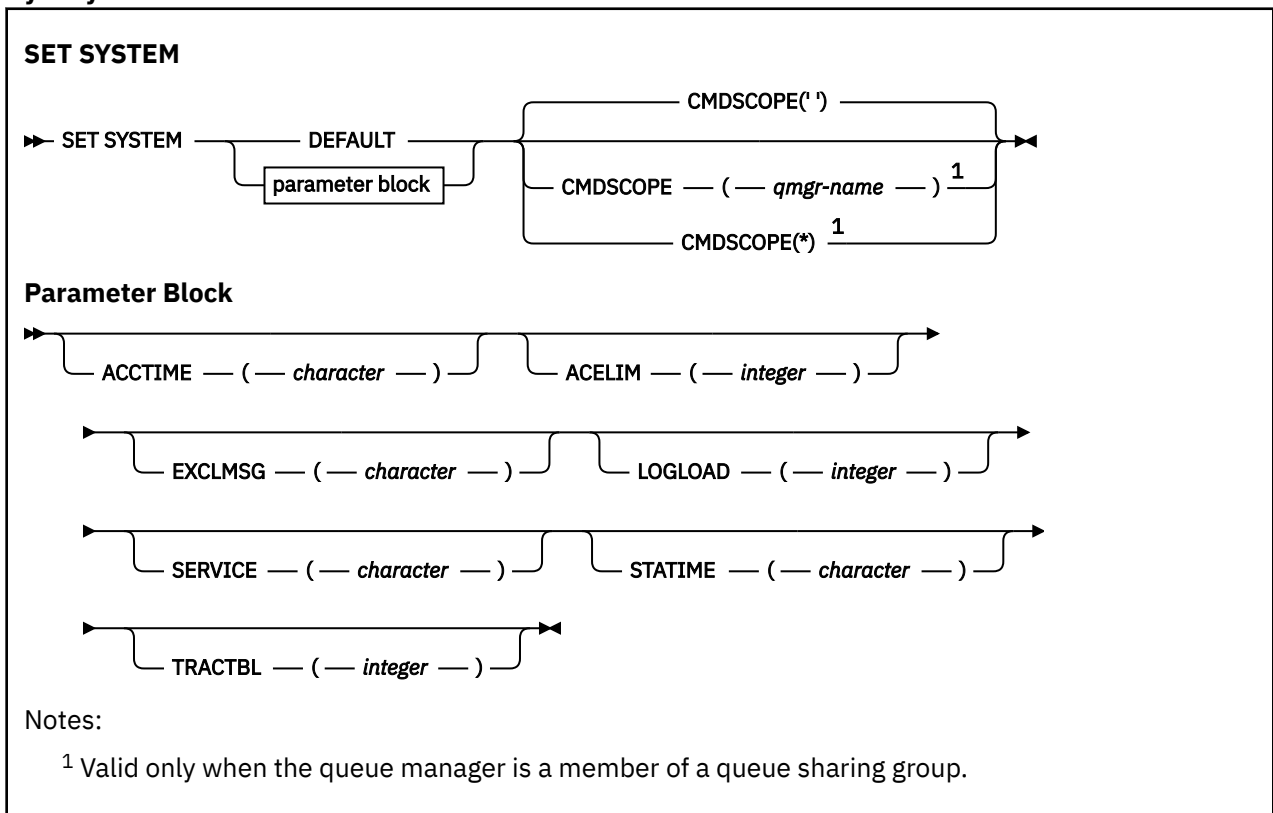 SET SYSTEM
CMDSCOPE(' ')
SET SYSTEM DEFAULT
parameter block
CMDSCOPE ( qmgr-name ) 1
CMDSCOPE(*) 1
Parameter Block
ACCTIME ( character ) ACELIM ( integer )
EXCLMSG ( character ) LOGLOAD ( integer )
SERVICE ( character ) STATIME ( character )
TRACTBL ( integer )
Notes:
1 Valid only when the queue manager is a member of a queue sharing group.